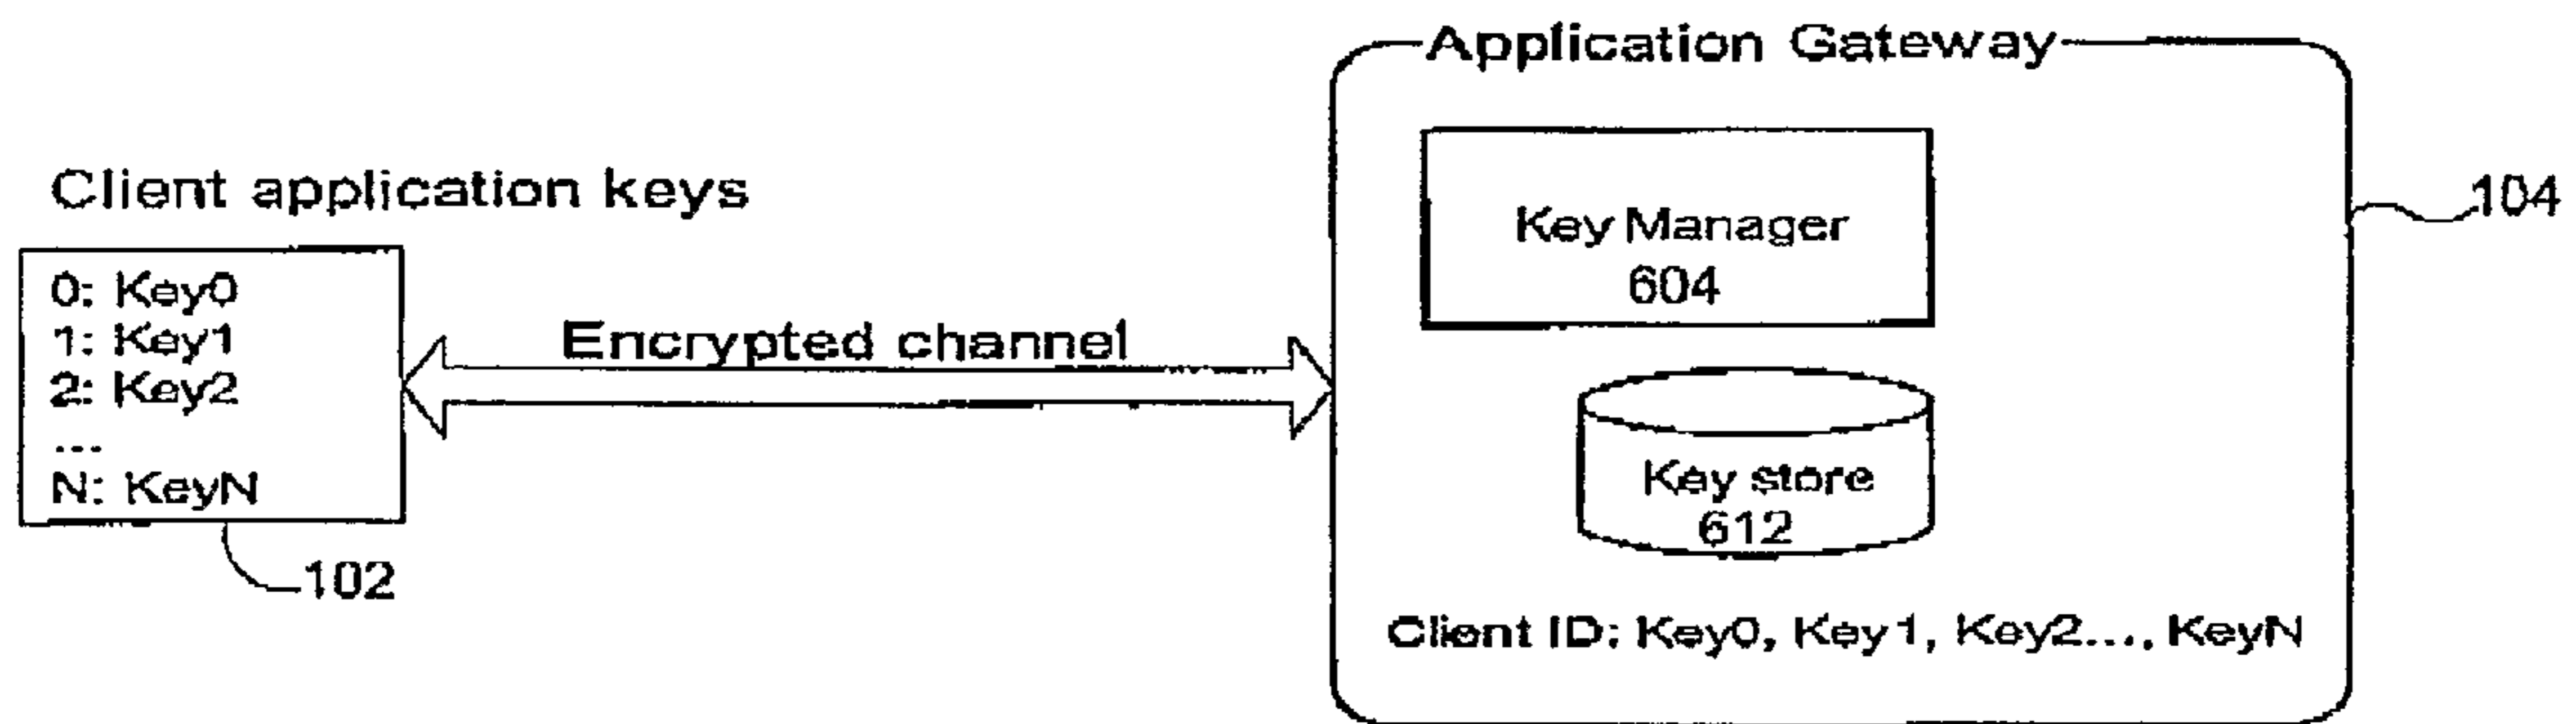 Application Gateway
Client application keys
0: Key0
1: Key1
2: Key2
...
N: KeyN
102
Encrypted channel
Key Manager
604
Key store
612
Client ID: Key0, Key1, Key2..., KeyN
104